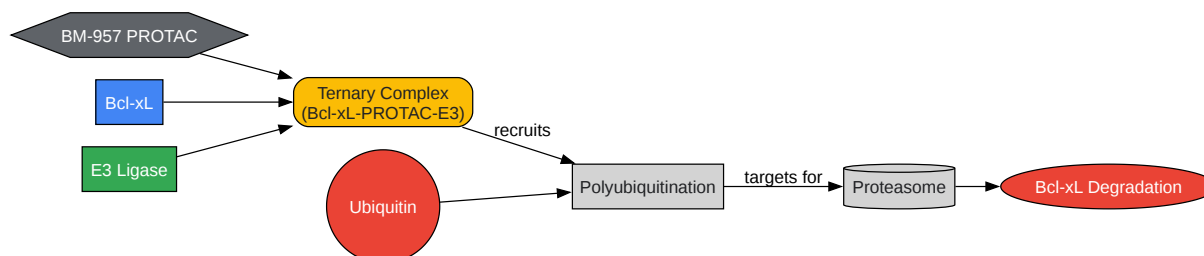 BM-957 PROTAC
Bcl-xL
E3 Ligase
Ternary Complex
(Bcl-xL-PROTAC-E3)
recruits
Ubiquitin
Polyubiquitination
targets for
Proteasome
Bcl-xL Degradation